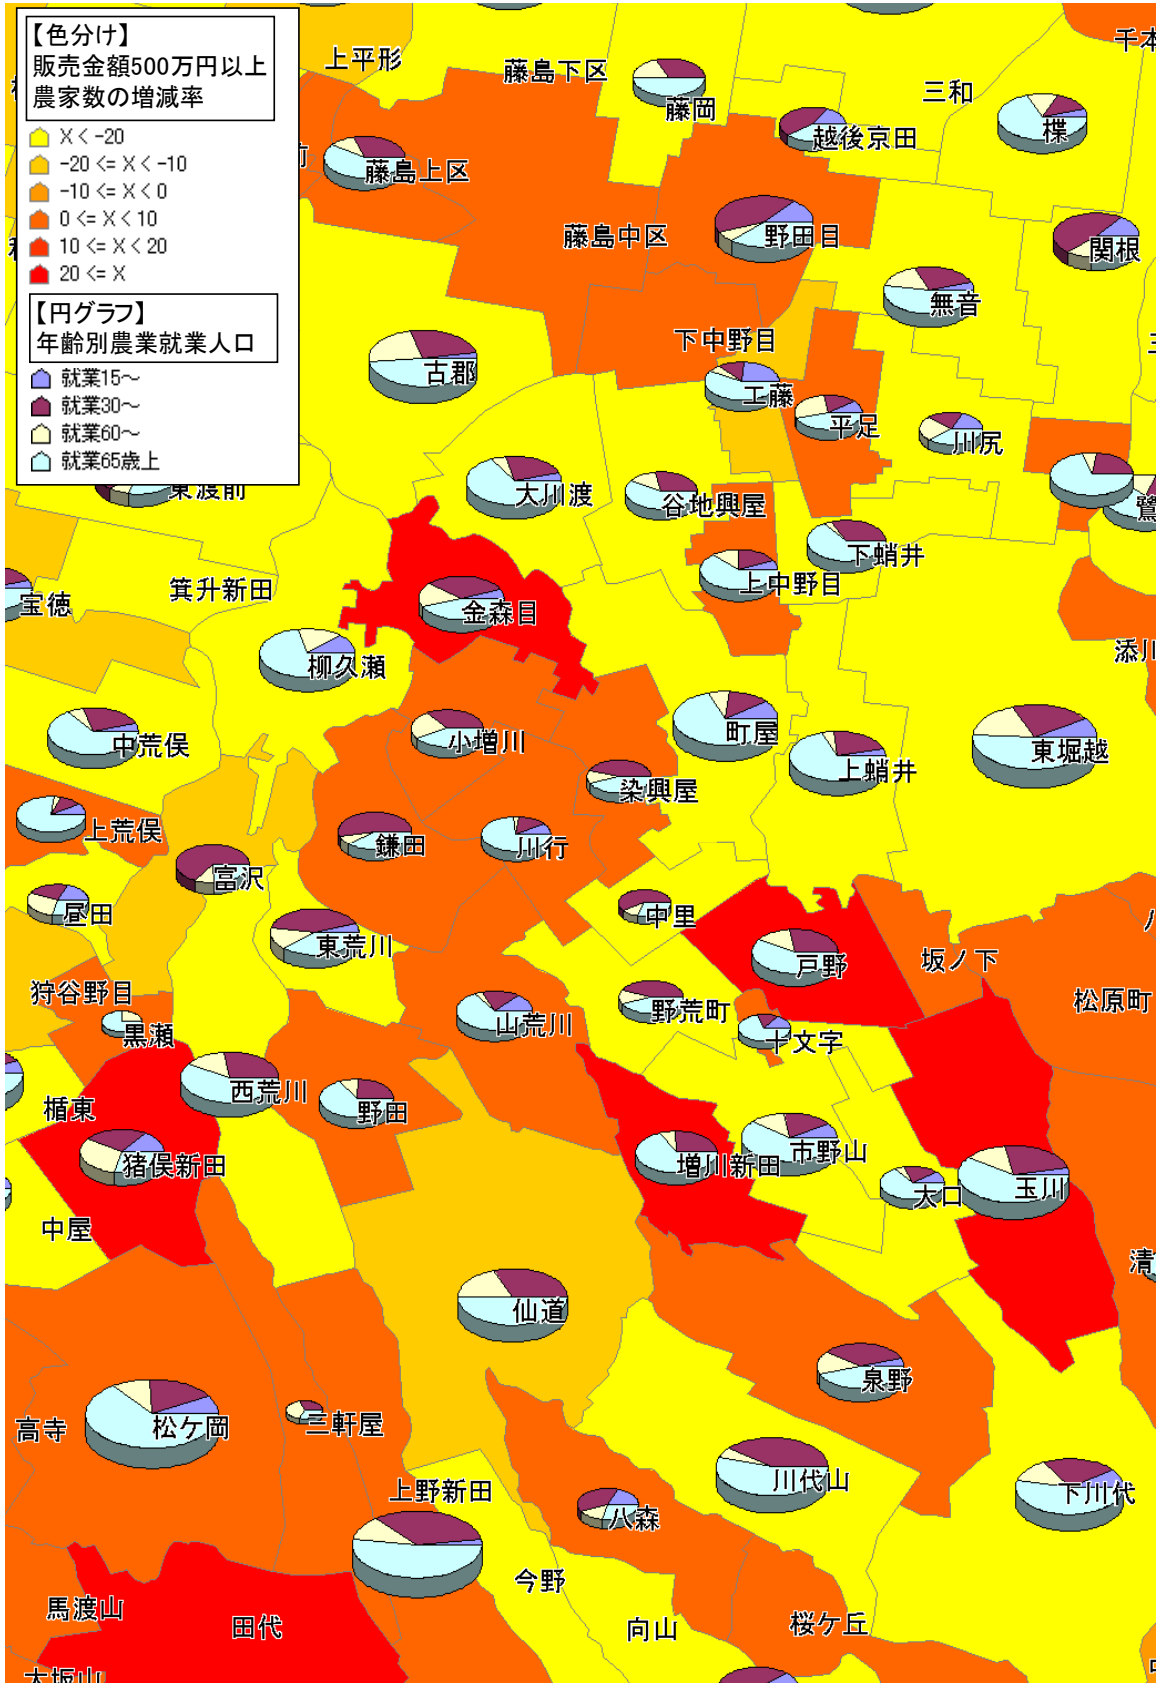 【色分け】
販売金額500万円以上
農家数の増減率
X < -20
-20 <= X < -10
-10 <= X < 0
0 <= X < 10
10 <= X < 20
20 <= X
【円グラフ】
年齢別農業就業人口
就業15～
就業30～
就業60～
就業65歳上
上平形
藤島下区
藤岡
三和
千本
越後京田
楪
藤島上区
前
藤島中区
野田目
関根
無音
下中野目
古郡
工藤
平足
川尻
東渡前
大川渡
谷地興屋
鷺
下蛸井
上中野目
宝徳
箕升新田
金森目
柳久瀬
添川
中荒俣
小増川
町屋
上蛸井
東堀越
染興屋
上荒俣
鎌田
川行
富沢
昼田
東荒川
中里
戸野
坂ノ下
八
狩谷野目
黒瀬
山荒川
野荒町
十文字
松原町
楯東
西荒川
野田
猪俣新田
増川新田
市野山
太口
玉川
中屋
清
仙道
泉野
高寺
松ケ岡
三軒屋
上野新田
川代山
下川代
八森
今野
馬渡山
田代
向山
桜ケ丘
大坂山